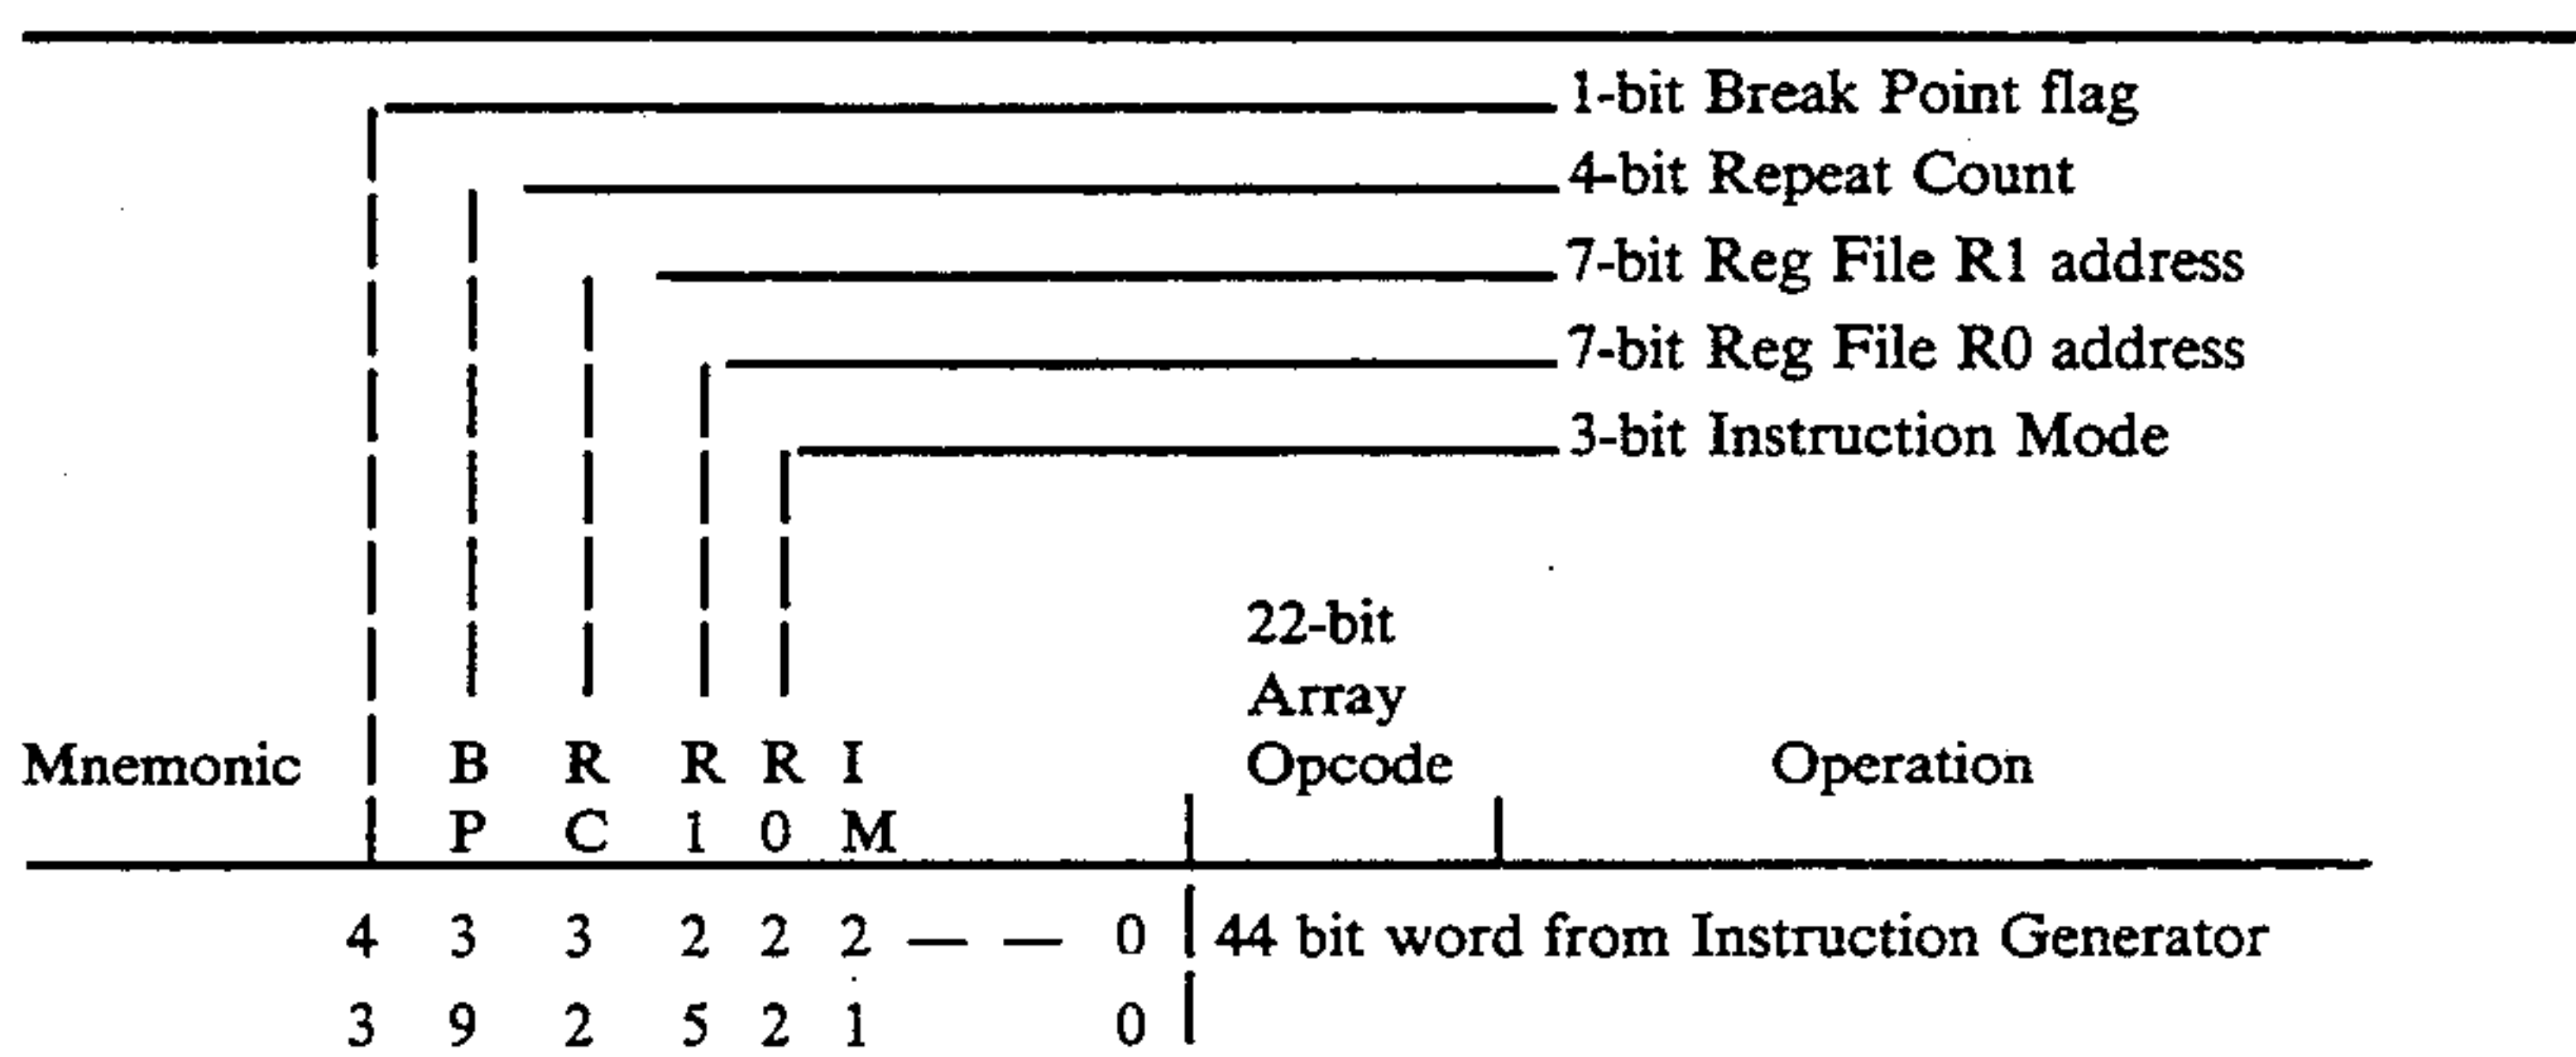 1-bit Break Point flag
4-bit Repeat Count
7-bit Reg File R1 address
7-bit Reg File R0 address
3-bit Instruction Mode
22-bit
Array
Mnemonic B R R R I Opcode Operation
P C 1 0 M
4 3 3 2 2 2 — — 0 44 bit word from Instruction Generator
3 9 2 5 2 1 0